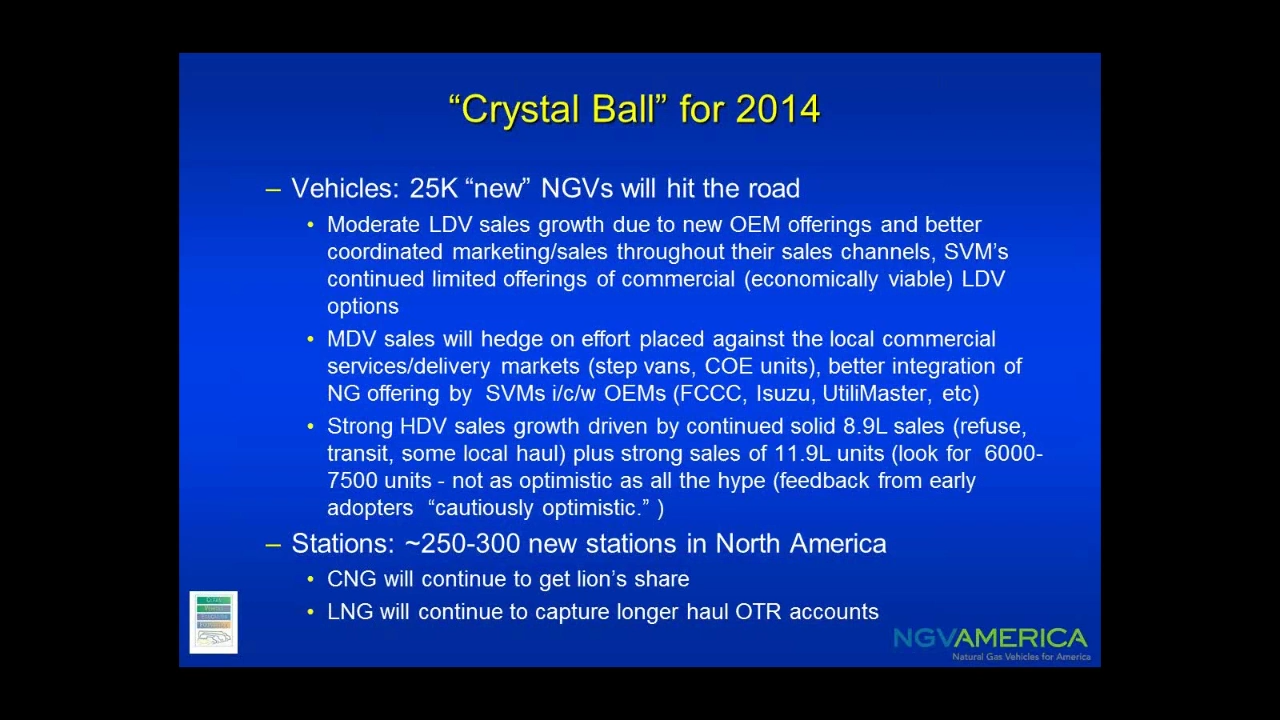 “Crystal Ball” for 2014
– Vehicles: 25K “new” NGVs will hit the road
• Moderate LDV sales growth due to new OEM offerings and better
coordinated marketing/sales throughout their sales channels, SVM’s
continued limited offerings of commercial (economically viable) LDV
options
• MDV sales will hedge on effort placed against the local commercial
services/delivery markets (step vans, COE units), better integration of
NG offering by SVMs i/c/w OEMs (FCCC, Isuzu, UtiliMaster, etc)
• Strong HDV sales growth driven by continued solid 8.9L sales (refuse,
transit, some local haul) plus strong sales of 11.9L units (look for 6000-
7500 units - not as optimistic as all the hype (feedback from early
adopters “cautiously optimistic.” )
– Stations: ~250-300 new stations in North America
• CNG will continue to get lion’s share
• LNG will continue to capture longer haul OTR accounts
NGVAMERICA
Natural Gas Vehicles for America